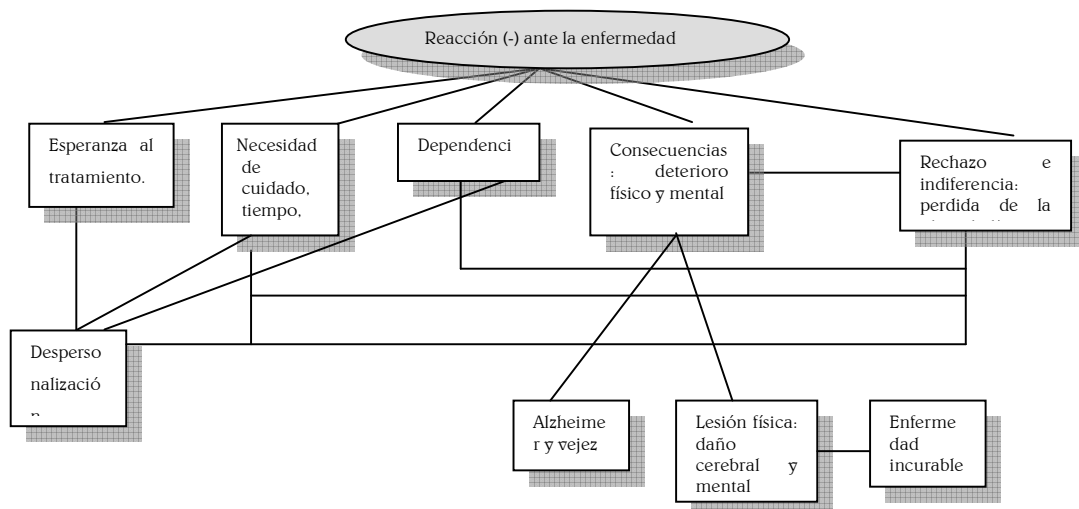 Reacción (-) ante la enfermedad
Esperanza al
tratamiento.
Necesidad
de
cuidado,
tiempo,
Dependenci
Consecuencias
: deterioro
físico y mental
Rechazo e
indiferencia:
perdida de la
Desperso
nalizació
n
Alzheime
r y vejez
Lesión física:
daño
cerebral y
mental
Enferme
dad
incurable